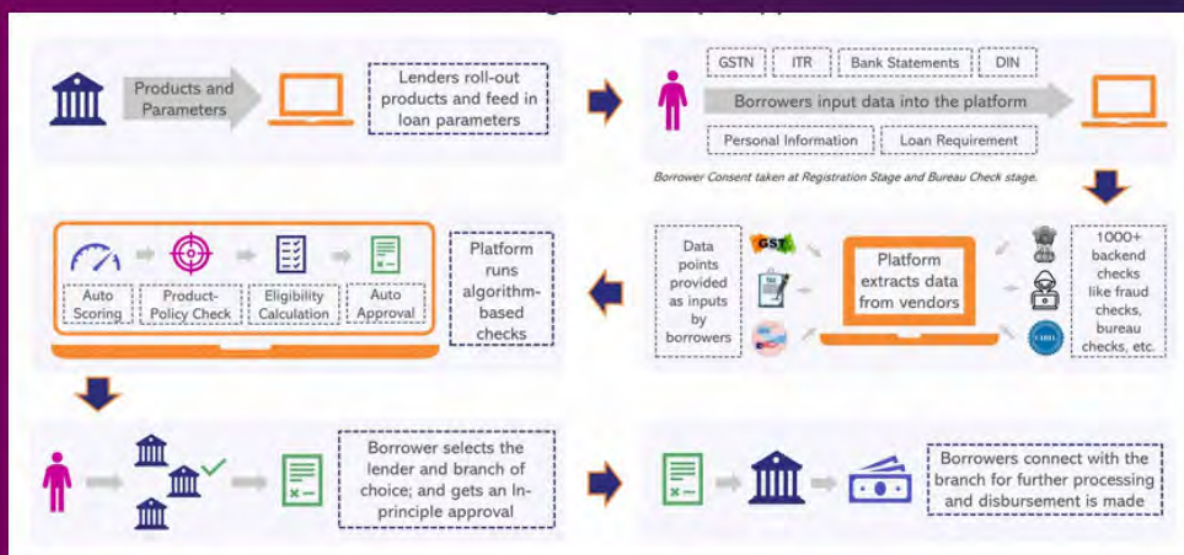 Products and
Parameters
Lenders roll-out
products and feed in
loan parameters
GSTN
ITR
Bank Statements
DIN
Borrowers input data into the platform
Personal Information
Loan Requirement
Borrower Consent taken at Registration Stage and Bureau Check stage.
Data
points
provided
as inputs
by
borrowers
GST
Platform
extracts data
from vendors
CIBIL
1000+
backend
checks
like fraud
checks,
bureau
checks, etc.
Auto
Scoring
Product-
Policy Check
Eligibility
Calculation
Auto
Approval
Platform
runs
algorithm-
based
checks
Borrower selects the
lender and branch of
choice; and gets an In-
principle approval
Borrowers connect with the
branch for further processing
and disbursement is made